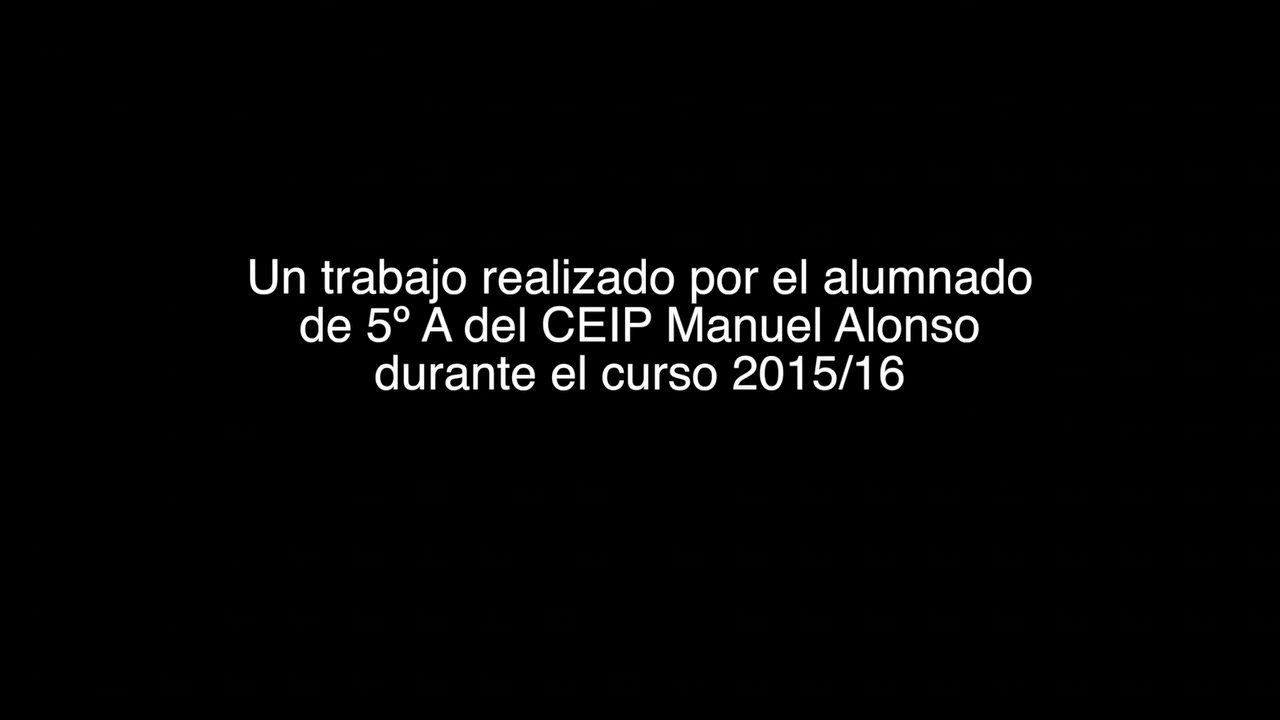 Un trabajo realizado por el alumnado
de 5º A del CEIP Manuel Alonso
durante el curso 2015/16